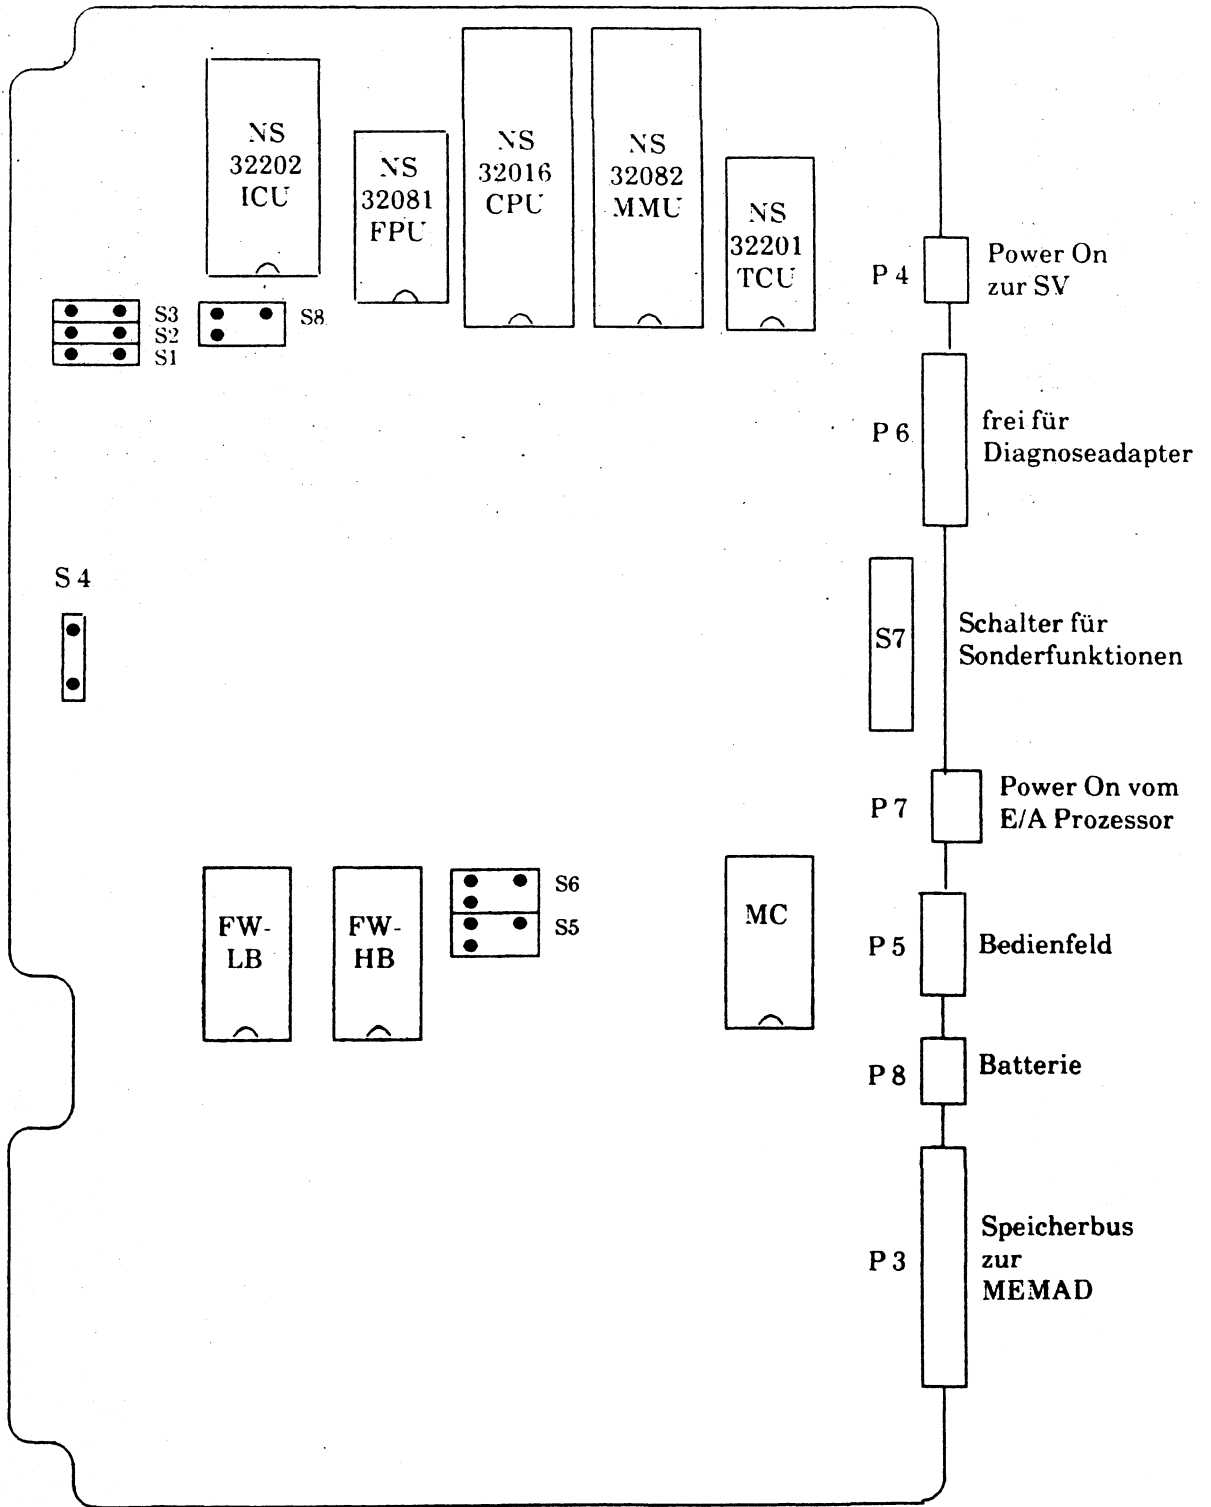 NS
32202
ICU
NS
32081
FPU
NS
32016
CPU
NS
32082
MMU
NS
32201
TCU
P 4
Power On
zur SV
S3
S2
S1
S8
P 6
frei für
Diagnoseadapter
S 4
S7
Schalter für
Sonderfunktionen
P 7
Power On vom
E/A Prozessor
FW-
LB
FW-
HB
S6
S5
MC
P 5
Bedienfeld
P 8
Batterie
P 3
Speicherbus
zur
MEMAD